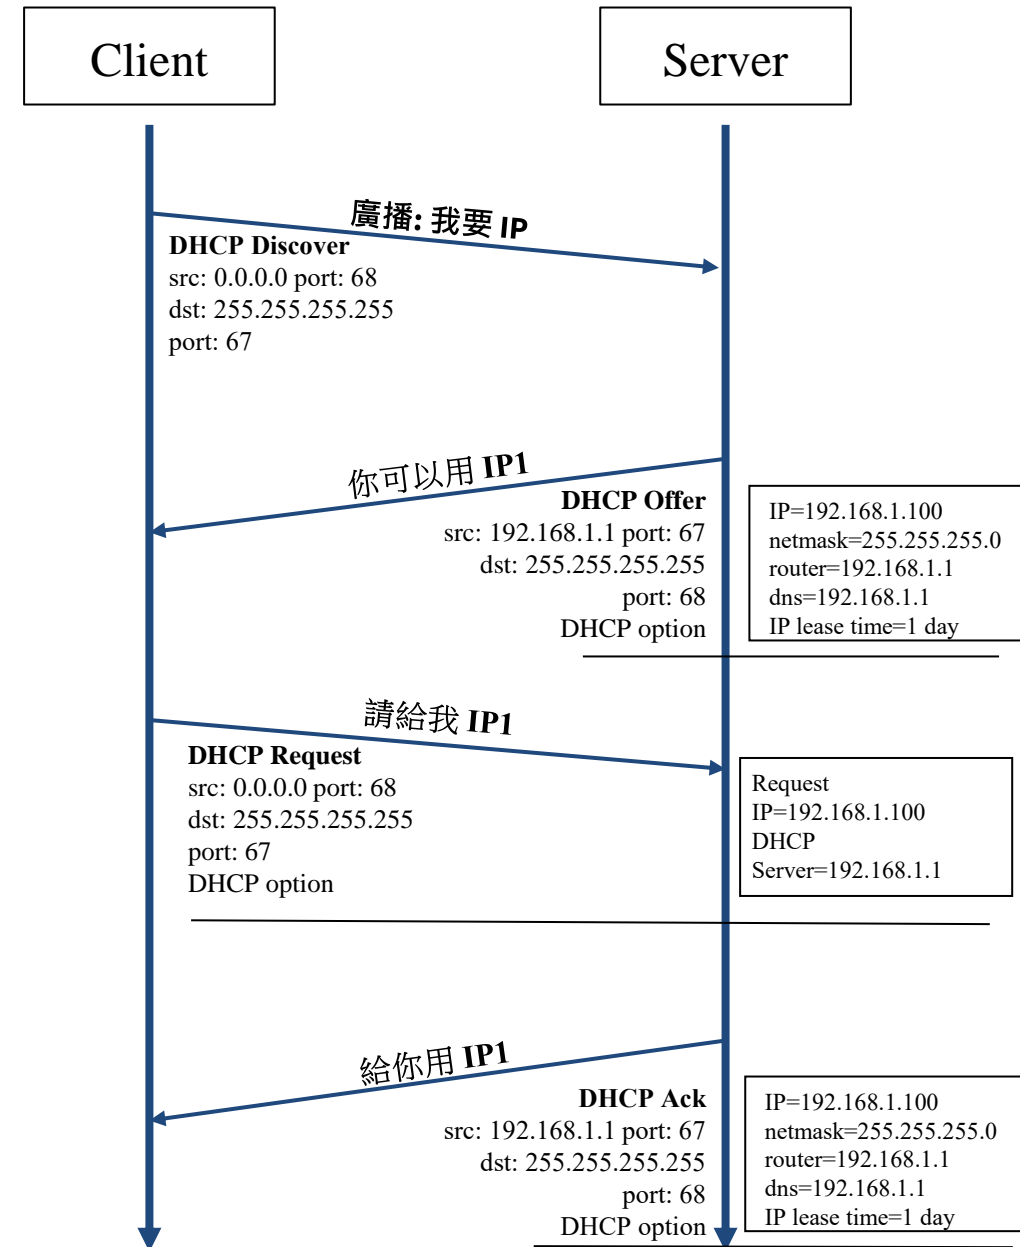 Client
Server
廣播: 我要 IP
DHCP Discover
src: 0.0.0.0 port: 68
dst: 255.255.255.255
port: 67
你可以用 IP1
DHCP Offer
src: 192.168.1.1 port: 67
dst: 255.255.255.255
port: 68
DHCP option
IP=192.168.1.100
netmask=255.255.255.0
router=192.168.1.1
dns=192.168.1.1
IP lease time=1 day
請給我 IP1
DHCP Request
src: 0.0.0.0 port: 68
dst: 255.255.255.255
port: 67
DHCP option
Request
IP=192.168.1.100
DHCP
Server=192.168.1.1
給你用 IP1
DHCP Ack
src: 192.168.1.1 port: 67
dst: 255.255.255.255
port: 68
DHCP option
IP=192.168.1.100
netmask=255.255.255.0
router=192.168.1.1
dns=192.168.1.1
IP lease time=1 day